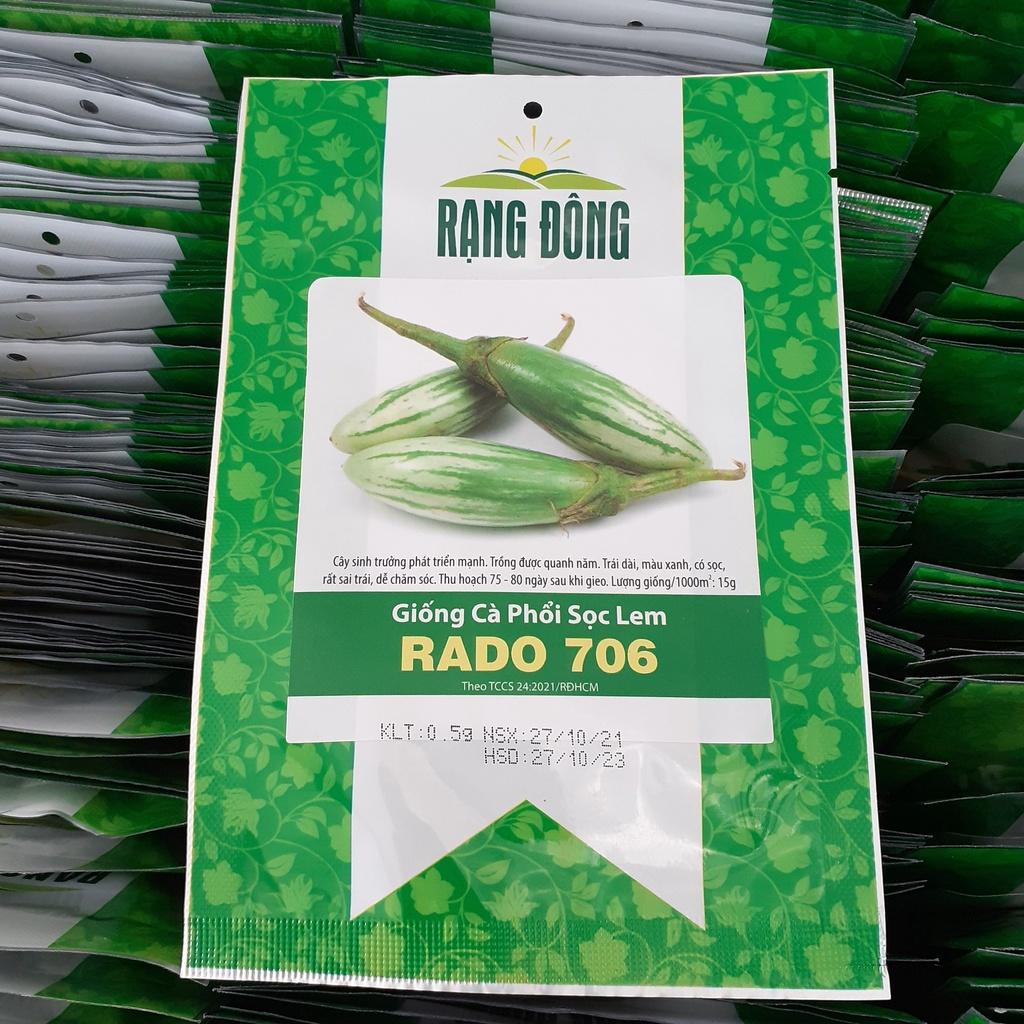 RẠNG ĐÔNG
Cây sinh trưởng phát triển mạnh. Trồng được quanh năm. Trái dài, màu xanh, có sọc,
rất sai trái, dễ chăm sóc. Thu hoạch 75 - 80 ngày sau khi gieo. Lượng giống/1000m²: 15g
Giống Cà Phổi Sọc Lem
RADO 706
Theo TCCS 24:2021/RĐHCM
KLT:0.5g NSX:27/10/21
HSD:27/10/23